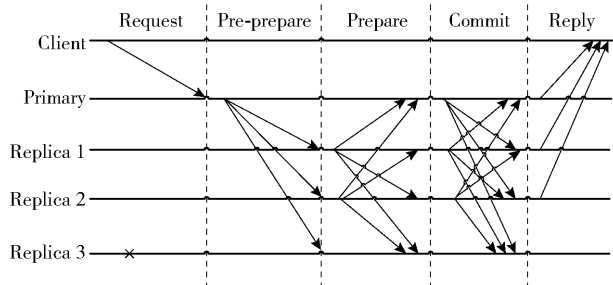 Request Pre-prepare Prepare Commit Reply
Client
Primary
Replica 1
Replica 2
Replica 3